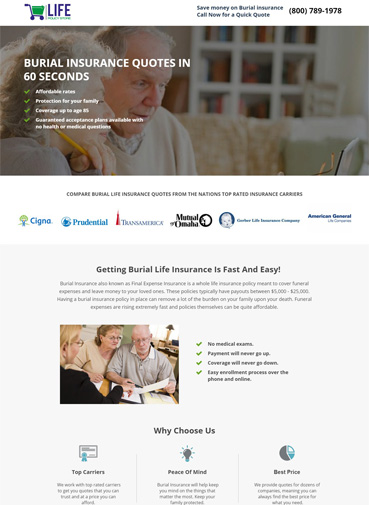 LIFE
POLICY STORE
Save money on Burial insurance
Call Now for a Quick Quote
(800) 789-1978
BURIAL INSURANCE QUOTES IN
60 SECONDS
Affordable rates
Protection for your family
Coverage up to age 85
Guaranteed acceptance plans available with
no health or medical questions
COMPARE BURIAL LIFE INSURANCE QUOTES FROM THE NATIONS TOP RATED INSURANCE CARRIERS
Cigna
Prudential
TRANSAMERICA
Mutual of Omaha
Gerber Life Insurance Company
American General
Life Companies
Getting Burial Life Insurance Is Fast And Easy!
Burial Insurance also known as Final Expense Insurance is a whole life insurance policy meant to cover funeral
expenses and leave money to your loved ones. These policies typically have payouts between $5,000 - $25,000.
Having a burial insurance policy in place can remove a lot of the burden on your family upon your death. Funeral
expenses are rising extremely fast and policies themselves can be quite affordable.
No medical exams.
Payment will never go up.
Coverage will never go down.
Easy enrollment process over the
phone and online.
Why Choose Us
Top Carriers
We work with top rated carriers
to get you quotes that you can
trust and at a price you can
afford.
Peace Of Mind
Burial insurance will help keep
you mind on the things that
matter the most. Keep your
family protected.
Best Price
We provide quotes for dozens of
companies, meaning you can
always find the best price for
what you need.